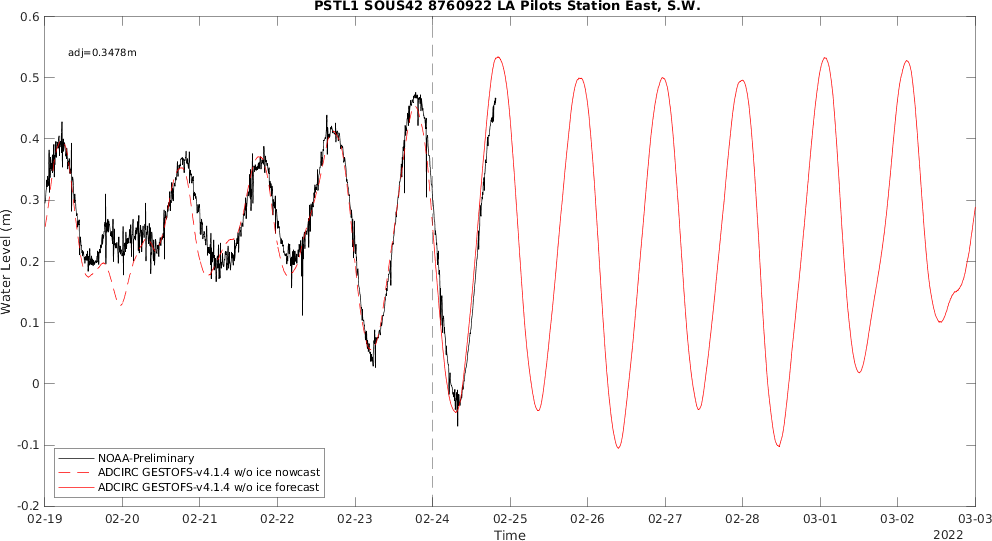 PSTL1 SOUS42 8760922 LA Pilots Station East, S.W.
adj=0.3478m
0.6
0.5
0.4
0.3
0.2
0.1
0
-0.1
-0.2
Water Level (m)
NOAA-Preliminary
ADCIRC GESTOFS-v4.1.4 w/o ice nowcast
ADCIRC GESTOFS-v4.1.4 w/o ice forecast
02-19 02-20 02-21 02-22 02-23 02-24 02-25 02-26 02-27 02-28 03-01 03-02 03-03
Time
2022